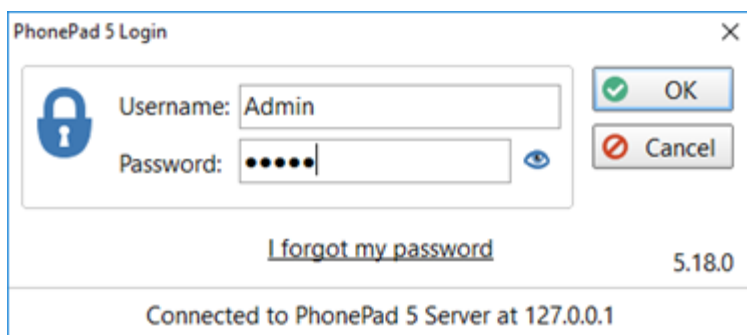 PhonePad 5 Login
Username: Admin
OK
Password: •••••
Cancel
I forgot my password
5.18.0
Connected to PhonePad 5 Server at 127.0.0.1